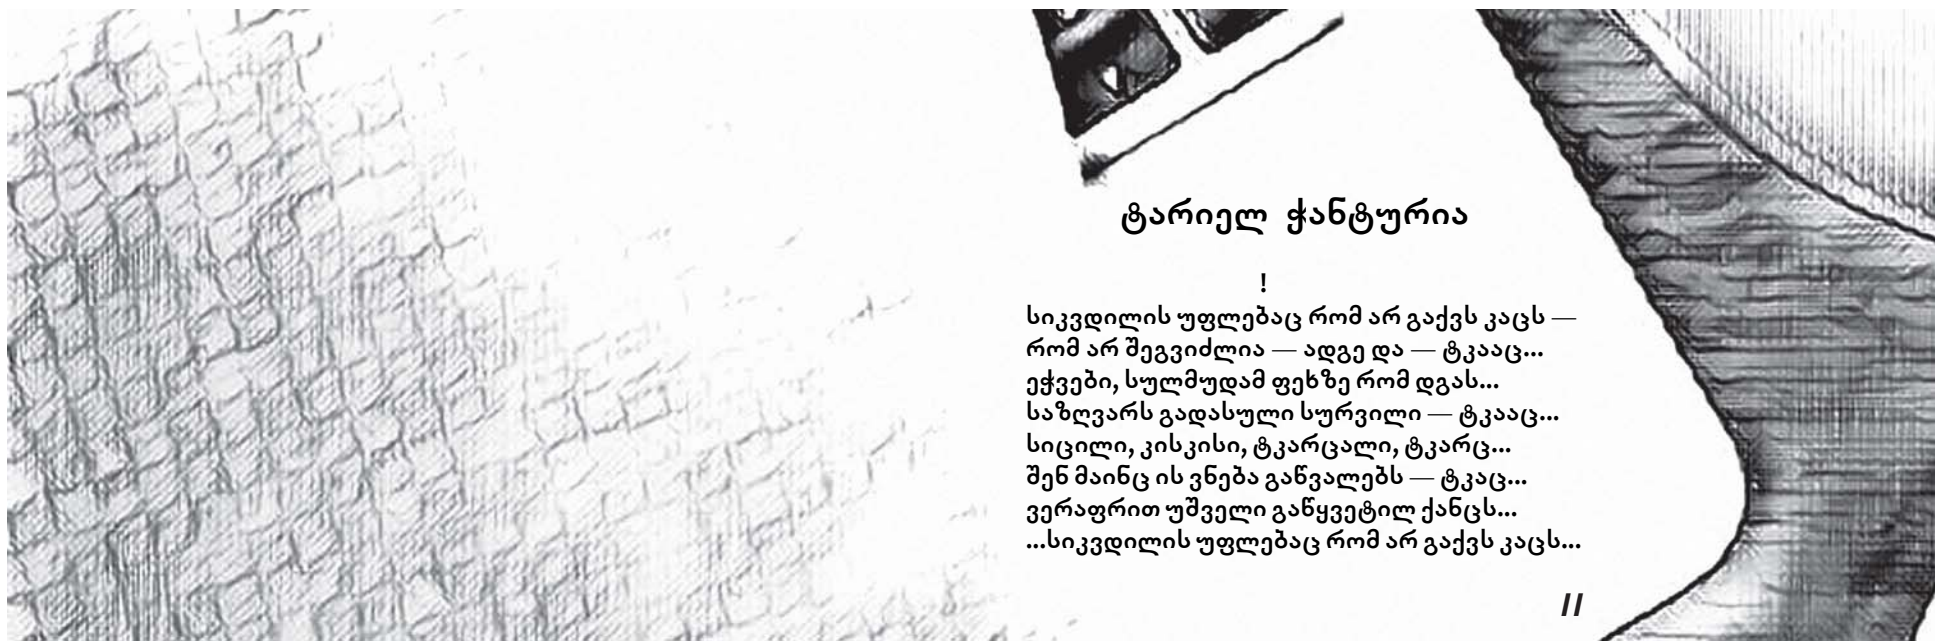 ტარიელ ჭანტურია
!
სიკვდილის უფლებაც რომ არ გაქვს კაცს —
რომ არ შეგვიძლია — ადგე და — ტკააც...
ეჭვები, სულმუდამ ფეხზე რომ დგას...
საზღვარს გადასული სურვილი — ტკააც...
სიცილი, კისკისი, ტკარცალი, ტკარც...
შენ მაინც ის ვნება გაწვალებს — ტკაც...
ვერაფრით უშველი გაწყვეტილ ქანცს...
...სიკვდილის უფლებაც რომ არ გაქვს კაცს...
11